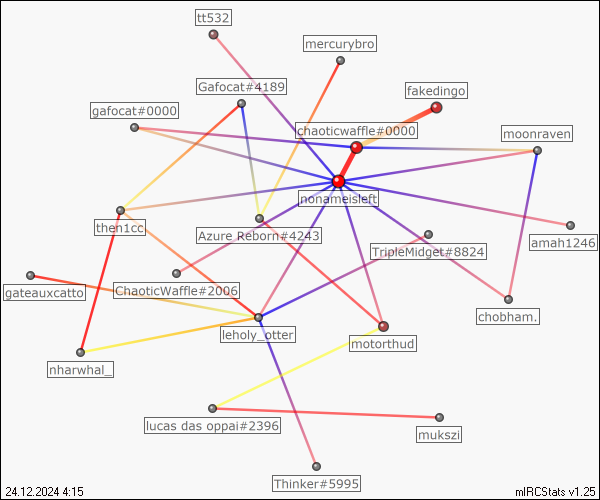 tt532
mercurybro
Gafocat#4189
fakedingo
gafocat#0000
chaoticwaffle#0000
moonraven
nonameisleft
then1cc
Azure_Reborn#4243
amah1246
TripleMidget#8824
gateauxcatto
ChaoticWaffle#2006
chobham.
leholy_otter
motorthud
nharwhal_
lucas das oppai#2396
mukszi
Thinker#5995
24.12.2024 4:15
mIRCStats v1.25